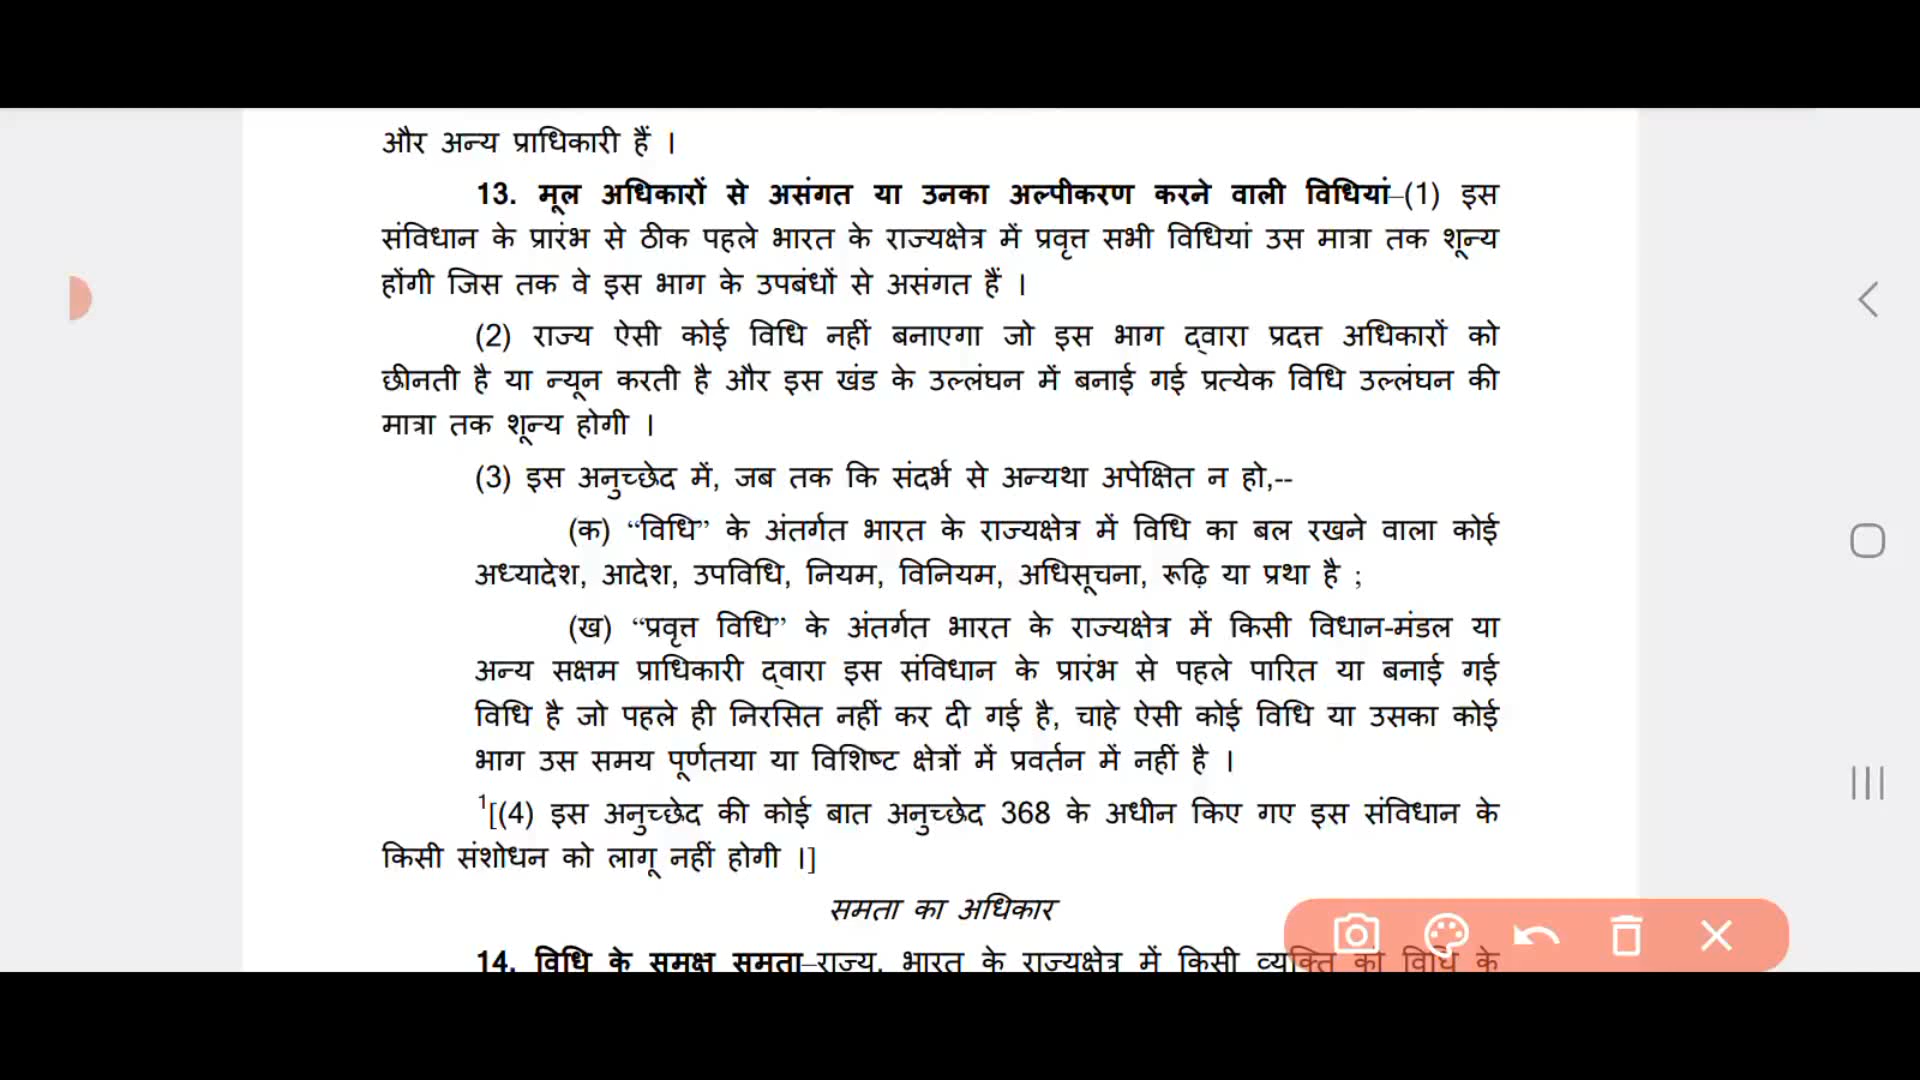 और अन्य प्राधिकारी हैं ।
13. मूल अधिकारों से असंगत या उनका अल्पीकरण करने वाली विधियां–(1) इस
संविधान के प्रारंभ से ठीक पहले भारत के राज्यक्षेत्र में प्रवृत्त सभी विधियां उस मात्रा तक शून्य
होंगी जिस तक वे इस भाग के उपबंधों से असंगत हैं ।
(2) राज्य ऐसी कोई विधि नहीं बनाएगा जो इस भाग द्वारा प्रदत्त अधिकारों को
छीनती है या न्यून करती है और इस खंड के उल्लंघन में बनाई गई प्रत्येक विधि उल्लंघन की
मात्रा तक शून्य होगी ।
(3) इस अनुच्छेद में, जब तक कि संदर्भ से अन्यथा अपेक्षित न हो,--
(क) “विधि” के अंतर्गत भारत के राज्यक्षेत्र में विधि का बल रखने वाला कोई
अध्यादेश, आदेश, उपविधि, नियम, विनियम, अधिसूचना, रूढ़ि या प्रथा है ;
(ख) “प्रवृत्त विधि” के अंतर्गत भारत के राज्यक्षेत्र में किसी विधान-मंडल या
अन्य सक्षम प्राधिकारी द्वारा इस संविधान के प्रारंभ से पहले पारित या बनाई गई
विधि है जो पहले ही निरसित नहीं कर दी गई है, चाहे ऐसी कोई विधि या उसका कोई
भाग उस समय पूर्णतया या विशिष्ट क्षेत्रों में प्रवर्तन में नहीं है ।
¹[(4) इस अनुच्छेद की कोई बात अनुच्छेद 368 के अधीन किए गए इस संविधान के
किसी संशोधन को लागू नहीं होगी ।]
समता का अधिकार
14. विधि के समक्ष समता–राज्य, भारत के राज्यक्षेत्र में किसी व्यक्ति को विधि के